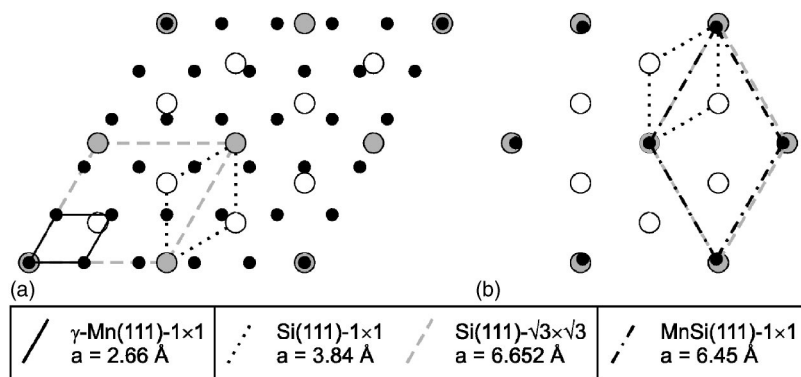 (a) (b)
γ-Mn(111)-1×1 Si(111)-1×1 Si(111)-√3×√3 MnSi(111)-1×1
a = 2.66 Å a = 3.84 Å a = 6.652 Å a = 6.45 Å